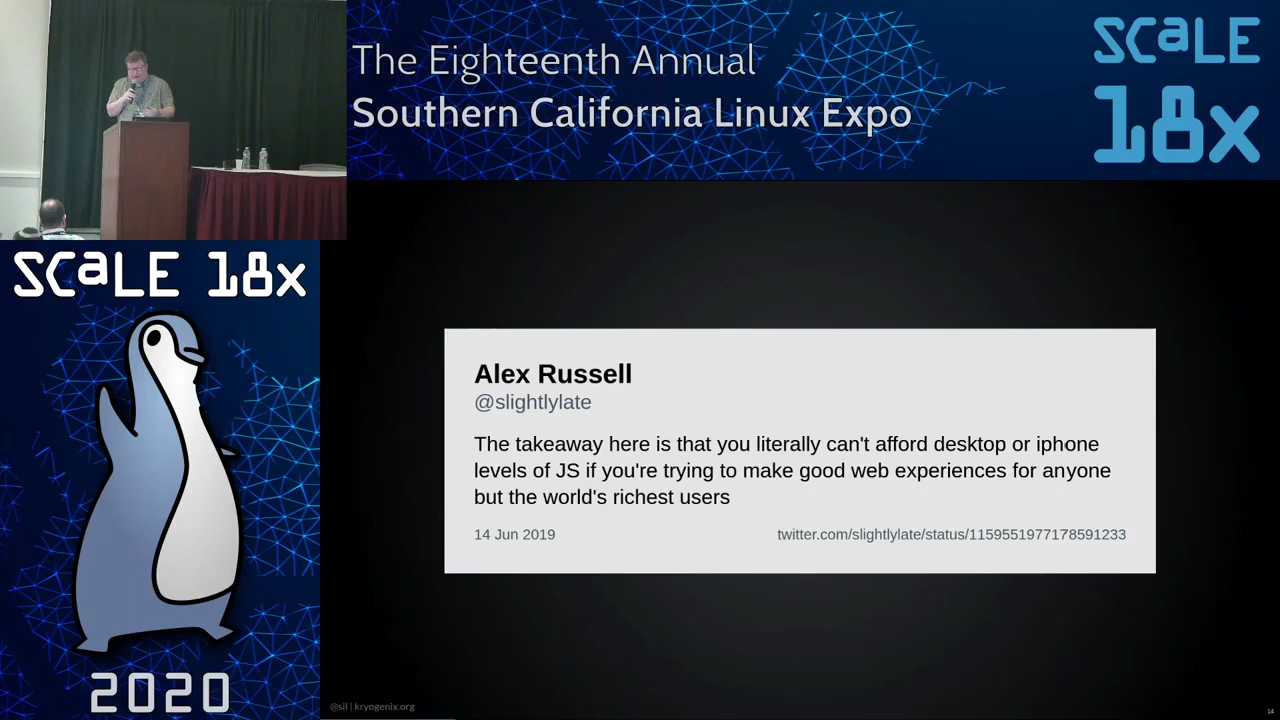 The Eighteenth Annual
Southern California Linux Expo
SCaLE
18x
SCaLE 18x
2020
Alex Russell
@slightlylate
The takeaway here is that you literally can't afford desktop or iphone
levels of JS if you're trying to make good web experiences for anyone
but the world's richest users
14 Jun 2019
twitter.com/slightlylate/status/1159551977178591233
@sil | kryogenix.org
14